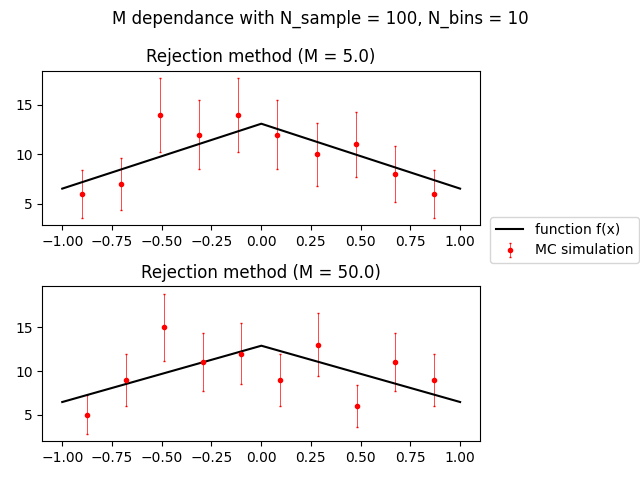 M dependance with N_sample = 100, N_bins = 10
Rejection method (M = 5.0)
15
10
5
−1.00 −0.75 −0.50 −0.25 0.00 0.25 0.50 0.75 1.00
function f(x)
MC simulation
Rejection method (M = 50.0)
15
10
5
−1.00 −0.75 −0.50 −0.25 0.00 0.25 0.50 0.75 1.00